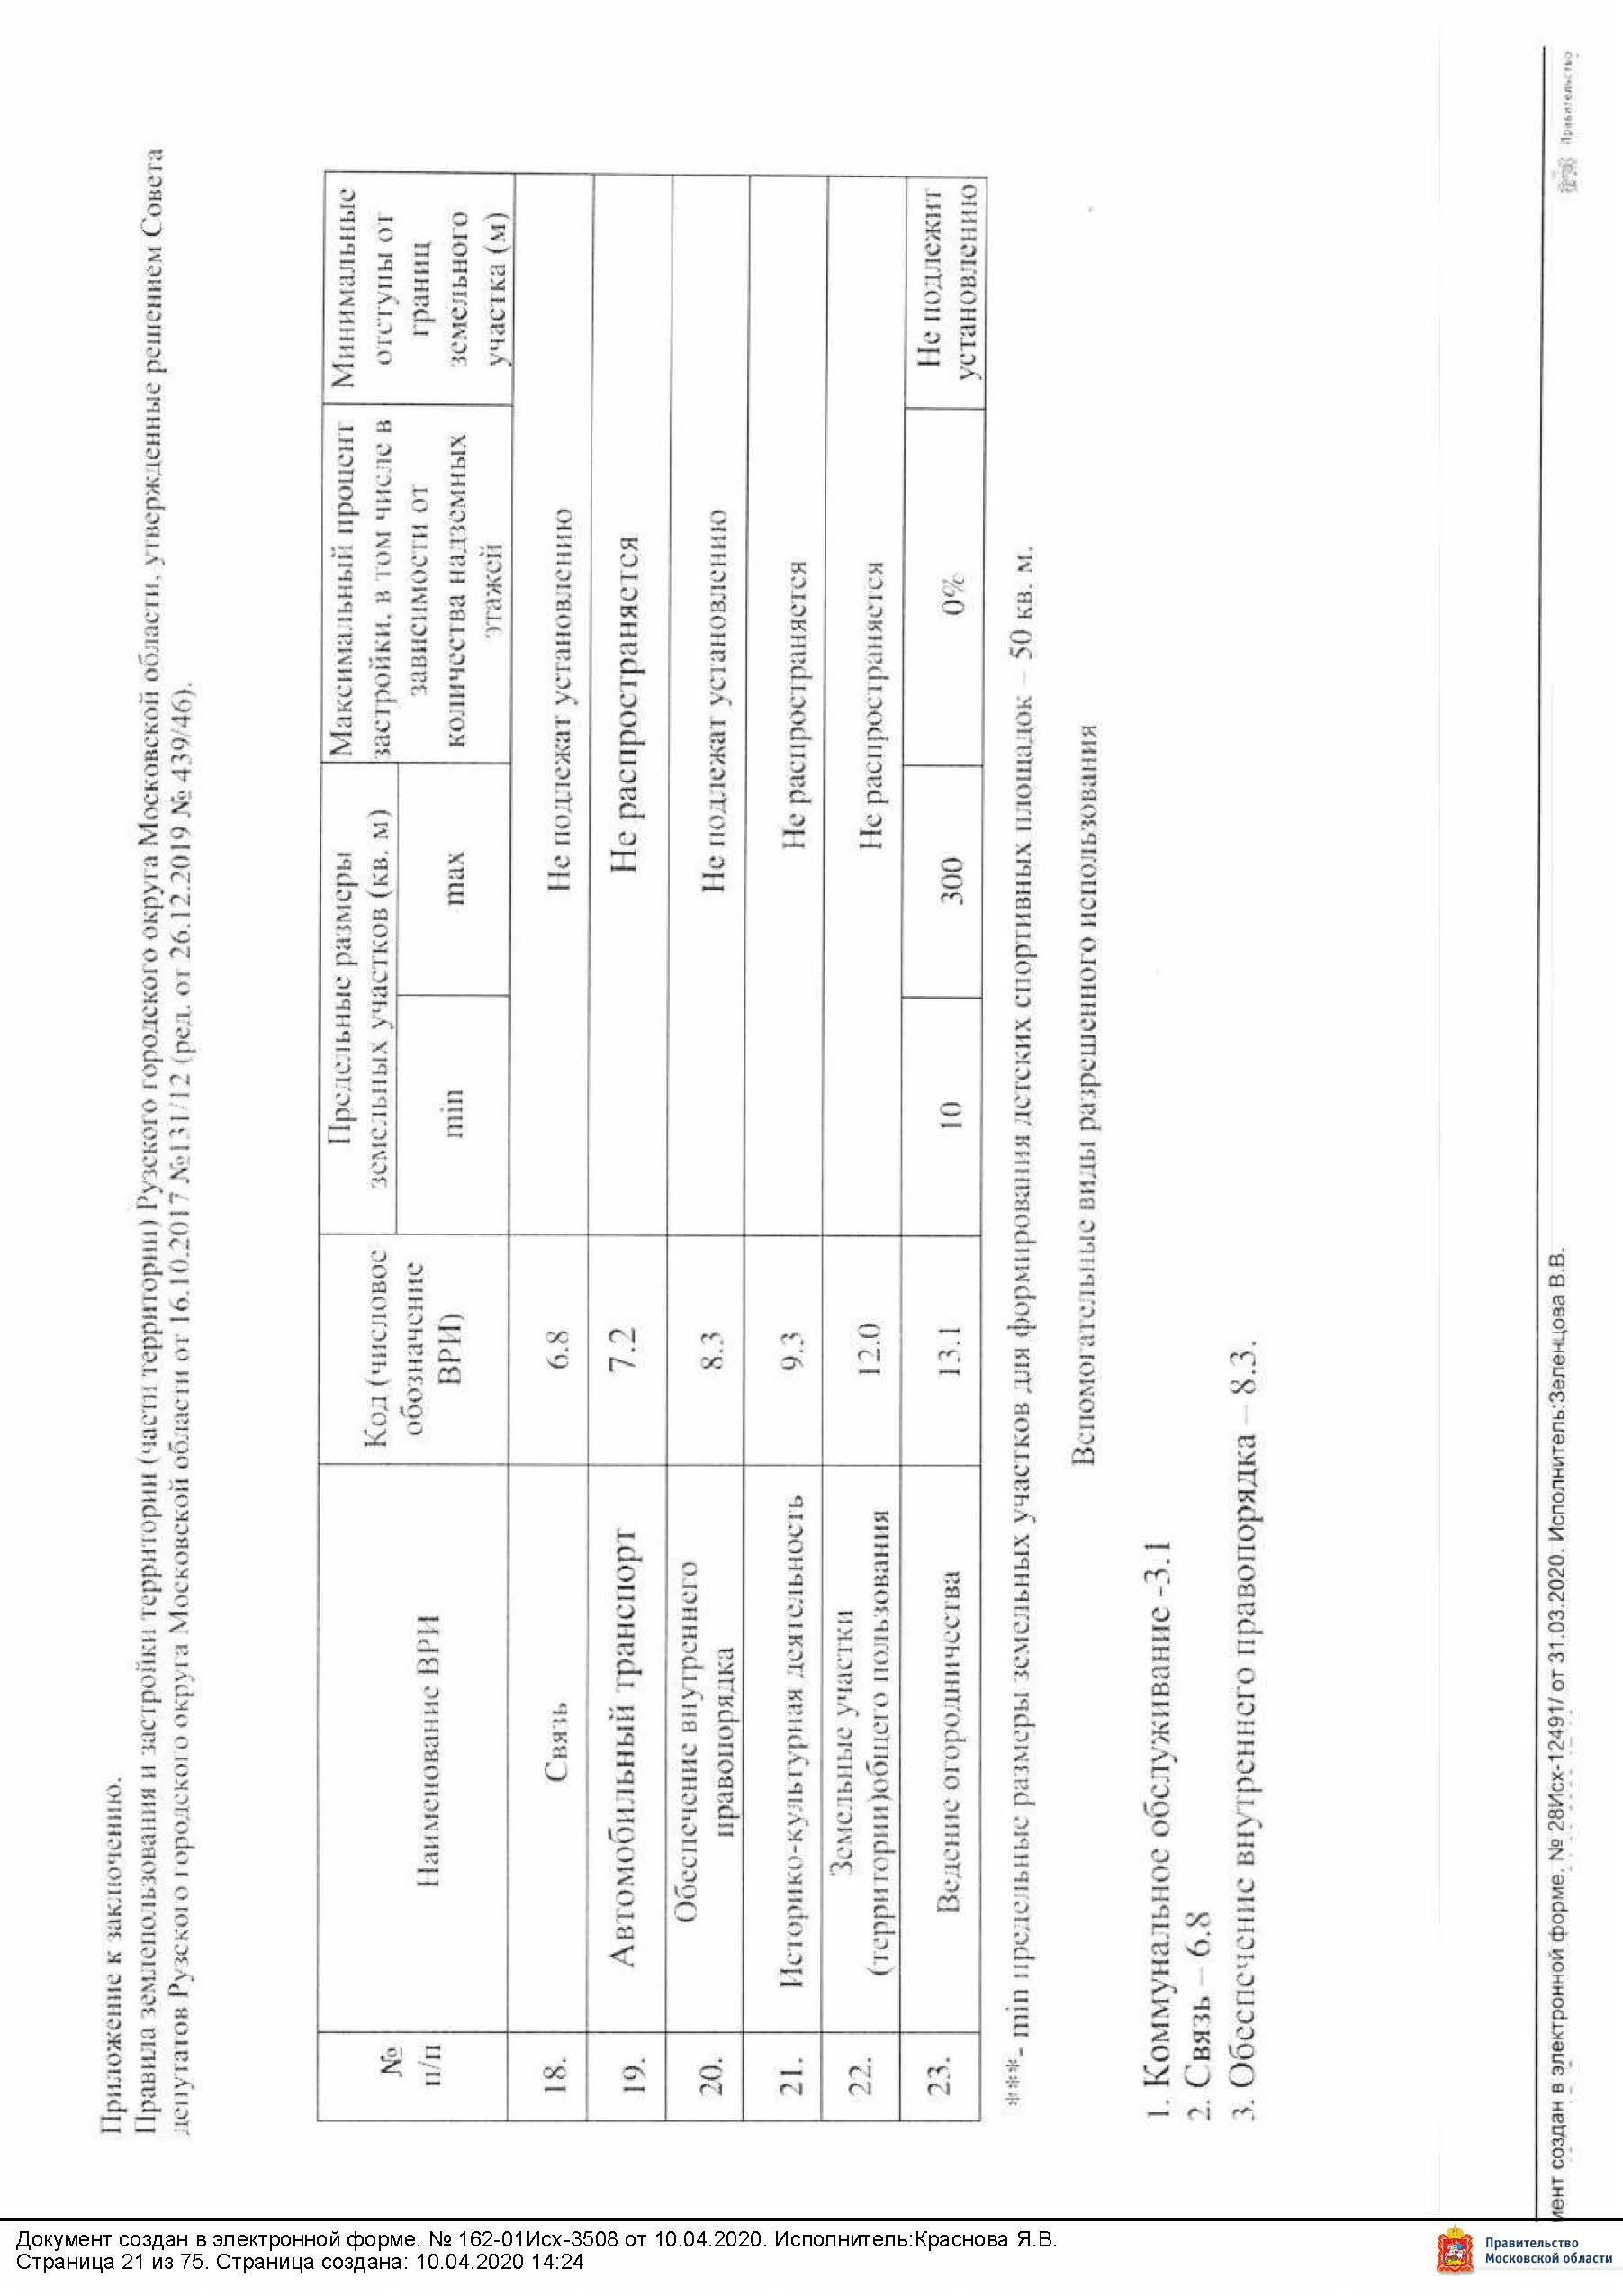 Приложение к заключению.
Правила землепользования и застройки территории (части территории) Рузского городского округа Московской области, утвержденные решением Совета
депутатов Рузского городского округа Московской области от 16.10.2017 №131/12 (ред. от 26.12.2019 № 439/46).
№ п/п
Наименование ВРИ
Код (числовое
обозначение
ВРИ)
Предельные размеры
земельных участков (кв. м)
min
max
Максимальный процент
застройки, в том числе в
зависимости от
количества надземных
этажей
Минимальные
отступы от
границ
земельного
участка (м)
18. Связь 6.8 Не подлежат установлению
19. Автомобильный транспорт 7.2 Не распространяется
20. Обеспечение внутреннего
правопорядка 8.3 Не подлежат установлению
21. Историко-культурная деятельность 9.3 Не распространяется
22. Земельные участки
(территории)общего пользования 12.0 Не распространяется
23. Ведение огородничества 13.1 10 300 0% Не подлежит
установлению
***- min предельные размеры земельных участков для формирования детских спортивных площадок – 50 кв. м.
Вспомогательные виды разрешенного использования
1. Коммунальное обслуживание -3.1
2. Связь – 6.8
3. Обеспечение внутреннего правопорядка – 8.3.
мент создан в электронной форме. № 28Исх-12491/ от 31.03.2020. Исполнитель:Зеленцова В.В.
Правительство
Документ создан в электронной форме. № 162-01Исх-3508 от 10.04.2020. Исполнитель:Краснова Я.В.
Страница 21 из 75. Страница создана: 10.04.2020 14:24
Правительство
Московской области